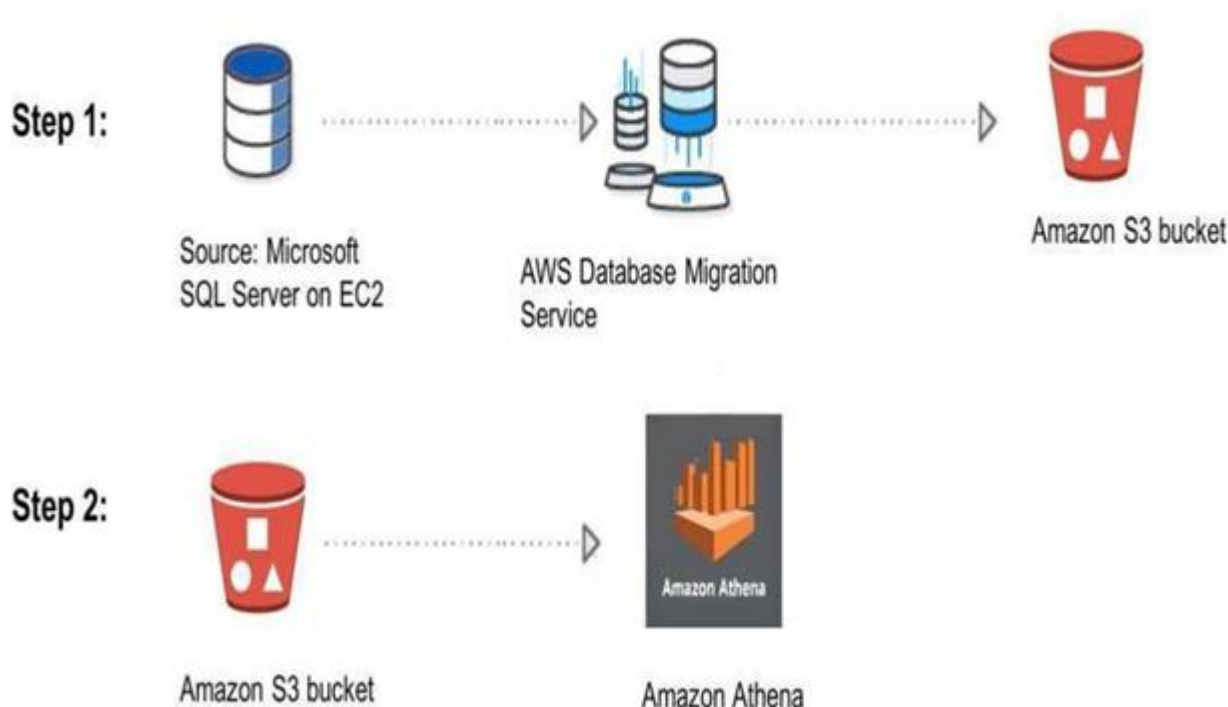 Step 1:
Source: Microsoft
SQL Server on EC2
AWS Database Migration
Service
Amazon S3 bucket
Step 2:
Amazon Athena
Amazon S3 bucket
Amazon Athena